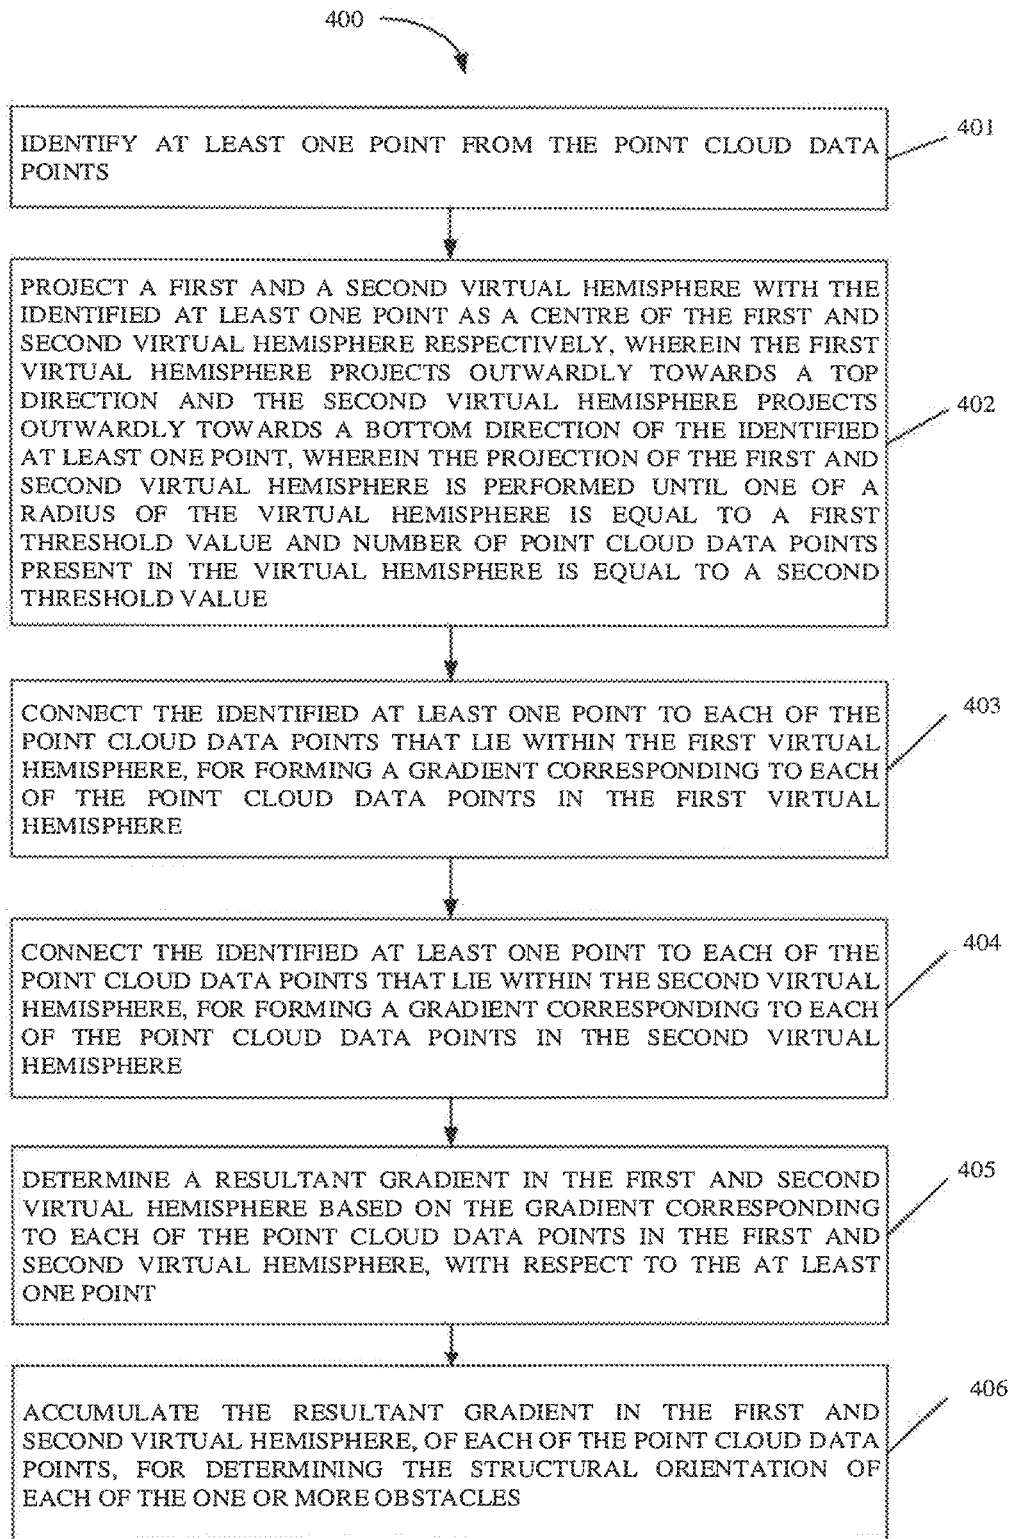 400
401
IDENTIFY AT LEAST ONE POINT FROM THE POINT CLOUD DATA
POINTS
PROJECT A FIRST AND A SECOND VIRTUAL HEMISPHERE WITH THE
IDENTIFIED AT LEAST ONE POINT AS A CENTRE OF THE FIRST AND
SECOND VIRTUAL HEMISPHERE RESPECTIVELY, WHEREIN THE FIRST
VIRTUAL HEMISPHERE PROJECTS OUTWARDLY TOWARDS A TOP
DIRECTION AND THE SECOND VIRTUAL HEMISPHERE PROJECTS
402
OUTWARDLY TOWARDS A BOTTOM DIRECTION OF THE IDENTIFIED
AT LEAST ONE POINT, WHEREIN THE PROJECTION OF THE FIRST AND
SECOND VIRTUAL HEMISPHERE IS PERFORMED UNTIL ONE OF A
RADIUS OF THE VIRTUAL HEMISPHERE IS EQUAL TO A FIRST
THRESHOLD VALUE AND NUMBER OF POINT CLOUD DATA POINTS
PRESENT IN THE VIRTUAL HEMISPHERE IS EQUAL TO A SECOND
THRESHOLD VALUE
403
CONNECT THE IDENTIFIED AT LEAST ONE POINT TO EACH OF THE
POINT CLOUD DATA POINTS THAT LIE WITHIN THE FIRST VIRTUAL
HEMISPHERE, FOR FORMING A GRADIENT CORRESPONDING TO EACH
OF THE POINT CLOUD DATA POINTS IN THE FIRST VIRTUAL
HEMISPHERE
404
CONNECT THE IDENTIFIED AT LEAST ONE POINT TO EACH OF THE
POINT CLOUD DATA POINTS THAT LIE WITHIN THE SECOND VIRTUAL
HEMISPHERE, FOR FORMING A GRADIENT CORRESPONDING TO EACH
OF THE POINT CLOUD DATA POINTS IN THE SECOND VIRTUAL
HEMISPHERE
405
DETERMINE A RESULTANT GRADIENT IN THE FIRST AND SECOND
VIRTUAL HEMISPHERE BASED ON THE GRADIENT CORRESPONDING
TO EACH OF THE POINT CLOUD DATA POINTS IN THE FIRST AND
SECOND VIRTUAL HEMISPHERE, WITH RESPECT TO THE AT LEAST
ONE POINT
406
ACCUMULATE THE RESULTANT GRADIENT IN THE FIRST AND
SECOND VIRTUAL HEMISPHERE, OF EACH OF THE POINT CLOUD DATA
POINTS, FOR DETERMINING THE STRUCTURAL ORIENTATION OF
EACH OF THE ONE OR MORE OBSTACLES